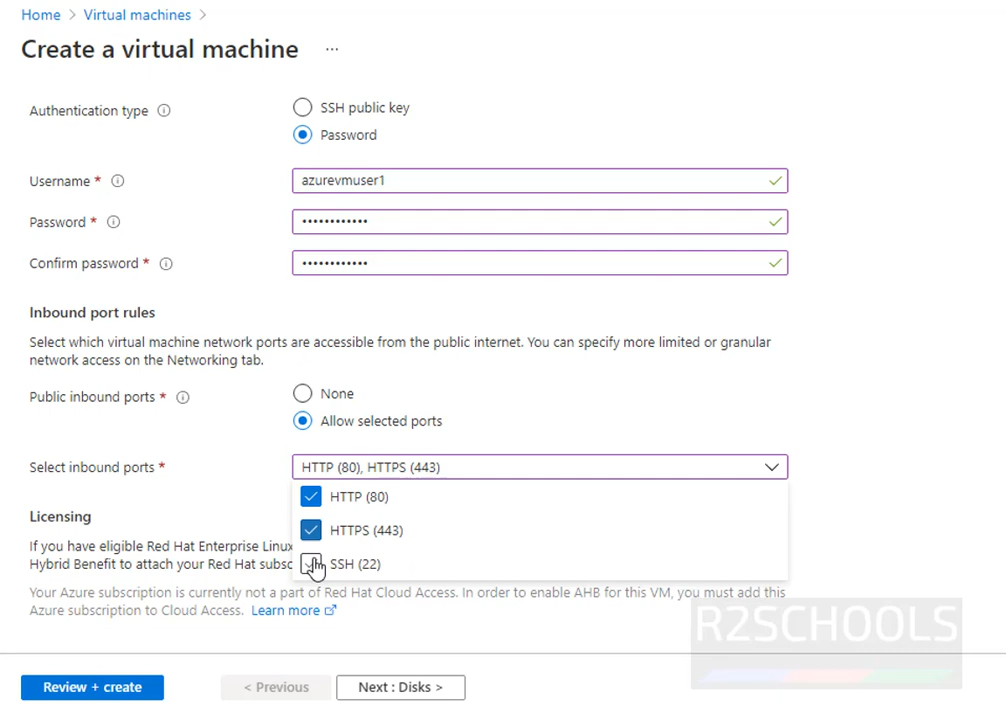 Home > Virtual machines >
Create a virtual machine ...
Authentication type
SSH public key
Password
Username *
azurevmuser1
Password *
••••••••••••
Confirm password *
••••••••••••
Inbound port rules
Select which virtual machine network ports are accessible from the public internet. You can specify more limited or granular
network access on the Networking tab.
Public inbound ports *
None
Allow selected ports
Select inbound ports *
HTTP (80), HTTPS (443)
HTTP (80)
HTTPS (443)
SSH (22)
Licensing
If you have eligible Red Hat Enterprise Linux
Hybrid Benefit to attach your Red Hat subsc
Your Azure subscription is currently not a part of Red Hat Cloud Access. In order to enable AHB for this VM, you must add this
Azure subscription to Cloud Access. Learn more
R2SCHOOLS
Review + create
< Previous
Next : Disks >